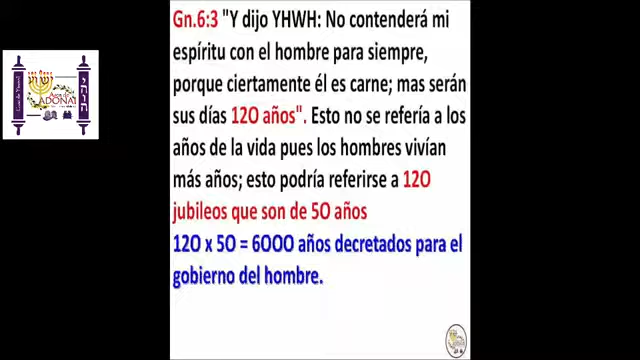 Gn.6:3 "Y dijo YHWH: No contenderá mi
espíritu con el hombre para siempre,
porque ciertamente él es carne; mas serán
sus días 120 años". Esto no se refería a los
años de la vida pues los hombres vivían
más años; esto podría referirse a 120
jubileos que son de 50 años
120 x 50 = 6000 años decretados para el
gobierno del hombre.
ADONAI